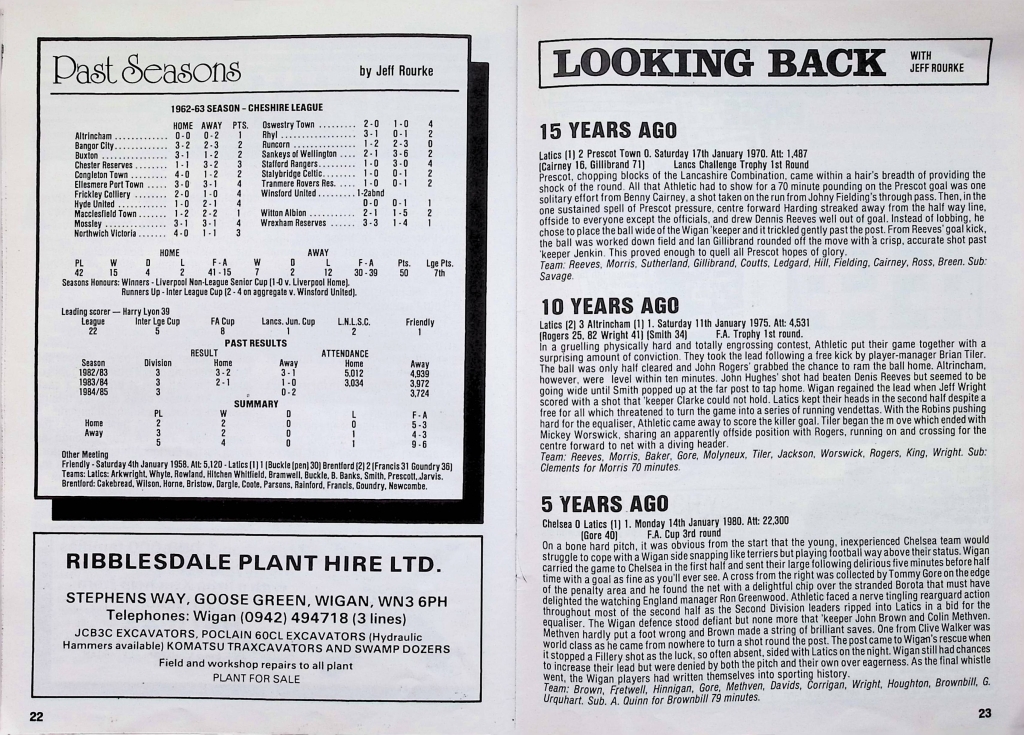 Past Seasons
by Jeff Rourke
1962-63 SEASON - CHESHIRE LEAGUE
HOME AWAY PTS.
Altrincham ............. 0-0 0-2 1
Bangor City ............. 3-2 2-3 2
Buxton ............. 3-1 1-2 2
Chester Reserves ....... 1-1 3-2 3
Congleton Town ......... 4-0 1-2 2
Ellesmere Port Town ..... 3-0 3-1 4
Frickley Colliery ....... 2-0 1-0 4
Hyde United ............ 1-0 2-1 4
Macclesfield Town ...... 1-2 2-2 1
Mossley ............... 3-1 3-1 4
Northwich Victoria ....... 4-0 1-1 3
Oswestry Town ......... 2-0 1-0 4
Rhyl .................. 3-1 0-1 2
Runcorn ............... 1-2 2-3 0
Sankeys of Wellington .... 2-1 3-6 2
Stafford Rangers......... 1-0 3-0 4
Stalybridge Celtic........ 1-0 0-1 2
Tranmere Rovers Res. .... 1-0 0-1 2
Winsford United .........1-2abnd
0-0 0-1 1
Witton Albion .......... 2-1 1-5 2
Wrexham Reserves ..... 3-3 1-4 1
HOME AWAY
PL W D L F-A W D L F-A Pts. Lge Pts.
42 15 4 2 41-15 7 2 12 30-39 50 7th
Seasons Honours: Winners - Liverpool Non-League Senior Cup (1-0 v. Liverpool Home).
Runners Up - Inter League Cup (2-4 on aggregate v. Winsford United).
Leading scorer — Harry Lyon 39
League Inter Lge Cup FA Cup Lancs. Jun. Cup L.N.L.S.C. Friendly
22 5 8 1 2 1
PAST RESULTS
RESULT ATTENDANCE
Season Division Home Away Home Away
1982/83 3 3-2 3-1 5,012 4,939
1983/84 3 2-1 1-0 3,034 3,972
1984/85 3 0-2 3,724
SUMMARY
PL W D L F-A
Home 2 2 0 0 5-3
Away 3 2 0 1 4-3
5 4 0 1 9-6
Other Meeting
Friendly - Saturday 4th January 1958. Att: 5,120 - Latics (1) 1 (Buckle (pen) 30) Brentford (2) 2 (Francis 31 Goundry 36)
Teams: Latics: Arkwright, Whyte, Rowland, Hitchen Whitfield, Bramwell, Buckle, B. Banks, Smith, Prescott, Jarvis.
Brentford: Cakebread, Wilson, Horne, Bristow, Dargie, Coote, Parsons, Rainford, Francis, Goundry, Newcombe.
RIBBLESDALE PLANT HIRE LTD.
STEPHENS WAY, GOOSE GREEN, WIGAN, WN3 6PH
Telephones: Wigan (0942) 494718 (3 lines)
JCB3C EXCAVATORS, POCLAIN 60CL EXCAVATORS (Hydraulic
Hammers available) KOMATSU TRAXCAVATORS AND SWAMP DOZERS
Field and workshop repairs to all plant
PLANT FOR SALE
22
LOOKING BACK
WITH
JEFF ROURKE
15 YEARS AGO
Latics (1) 2 Prescot Town 0. Saturday 17th January 1970. Att: 1,487
(Cairney 16, Gillibrand 71) Lancs Challenge Trophy 1st Round
Prescot, chopping blocks of the Lancashire Combination, came within a hair's breadth of providing the
shock of the round. All that Athletic had to show for a 70 minute pounding on the Prescot goal was one
solitary effort from Benny Cairney, a shot taken on the run from Johny Fielding's through pass. Then, in the
one sustained spell of Prescot pressure, centre forward Harding streaked away from the half way line,
offside to everyone except the officials, and drew Dennis Reeves well out of goal. Instead of lobbing, he
chose to place the ball wide of the Wigan 'keeper and it trickled gently past the post. From Reeves' goal kick,
the ball was worked down field and Ian Gillibrand rounded off the move with a crisp, accurate shot past
'keeper Jenkin. This proved enough to quell all Prescot hopes of glory.
Team: Reeves, Morris, Sutherland, Gillibrand, Coutts, Ledgard, Hill, Fielding, Cairney, Ross, Breen. Sub:
Savage.
10 YEARS AGO
Latics (2) 3 Altrincham (1) 1. Saturday 11th January 1975. Att: 4,531
(Rogers 25, 82 Wright 41) (Smith 34) F.A. Trophy 1st round.
In a gruelling physically hard and totally engrossing contest, Athletic put their game together with a
surprising amount of conviction. They took the lead following a free kick by player-manager Brian Tiler.
The ball was only half cleared and John Rogers' grabbed the chance to ram the ball home. Altrincham,
however, were level within ten minutes. John Hughes' shot had beaten Denis Reeves but seemed to be
going wide until Smith popped up at the far post to tap home. Wigan regained the lead when Jeff Wright
scored with a shot that 'keeper Clarke could not hold. Latics kept their heads in the second half despite a
free for all which threatened to turn the game into a series of running vendettas. With the Robins pushing
hard for the equaliser, Athletic came away to score the killer goal. Tiler began the move which ended with
Mickey Worswick, sharing an apparently offside position with Rogers, running on and crossing for the
centre forward to net with a diving header.
Team: Reeves, Morris, Baker, Gore, Molyneux, Tiler, Jackson, Worswick, Rogers, King, Wright. Sub:
Clements for Morris 70 minutes.
5 YEARS AGO
Chelsea 0 Latics (1) 1. Monday 14th January 1980. Att: 22,300
(Gore 40) F.A. Cup 3rd round
On a bone hard pitch, it was obvious from the start that the young, inexperienced Chelsea team would
struggle to cope with a Wigan side snapping like terriers but playing football way above their status. Wigan
carried the game to Chelsea in the first half and sent their large following delirious five minutes before half
time with a goal as fine as you'll ever see. A cross from the right was collected by Tommy Gore on the edge
of the penalty area and he found the net with a delightful chip over the stranded Borota that must have
delighted the watching England manager Ron Greenwood. Athletic faced a nerve tingling rearguard action
throughout most of the second half as the Second Division leaders ripped into Latics in a bid for the
equaliser. The Wigan defence stood defiant but none more that 'keeper John Brown and Colin Methven.
Methven hardly put a foot wrong and Brown made a string of brilliant saves. One from Clive Walker was
world class as he came from nowhere to turn a shot round the post. The post came to Wigan's rescue when
it stopped a Fillery shot as the luck, so often absent, sided with Latics on the night. Wigan still had chances
to increase their lead but were denied by both the pitch and their own over eagerness. As the final whistle
went, the Wigan players had written themselves into sporting history.
Team: Brown, Fretwell, Hinnigan, Gore, Methven, Davids, Corrigan, Wright, Houghton, Brownbill, G.
Urquhart. Sub. A. Quinn for Brownbill 79 minutes.
23